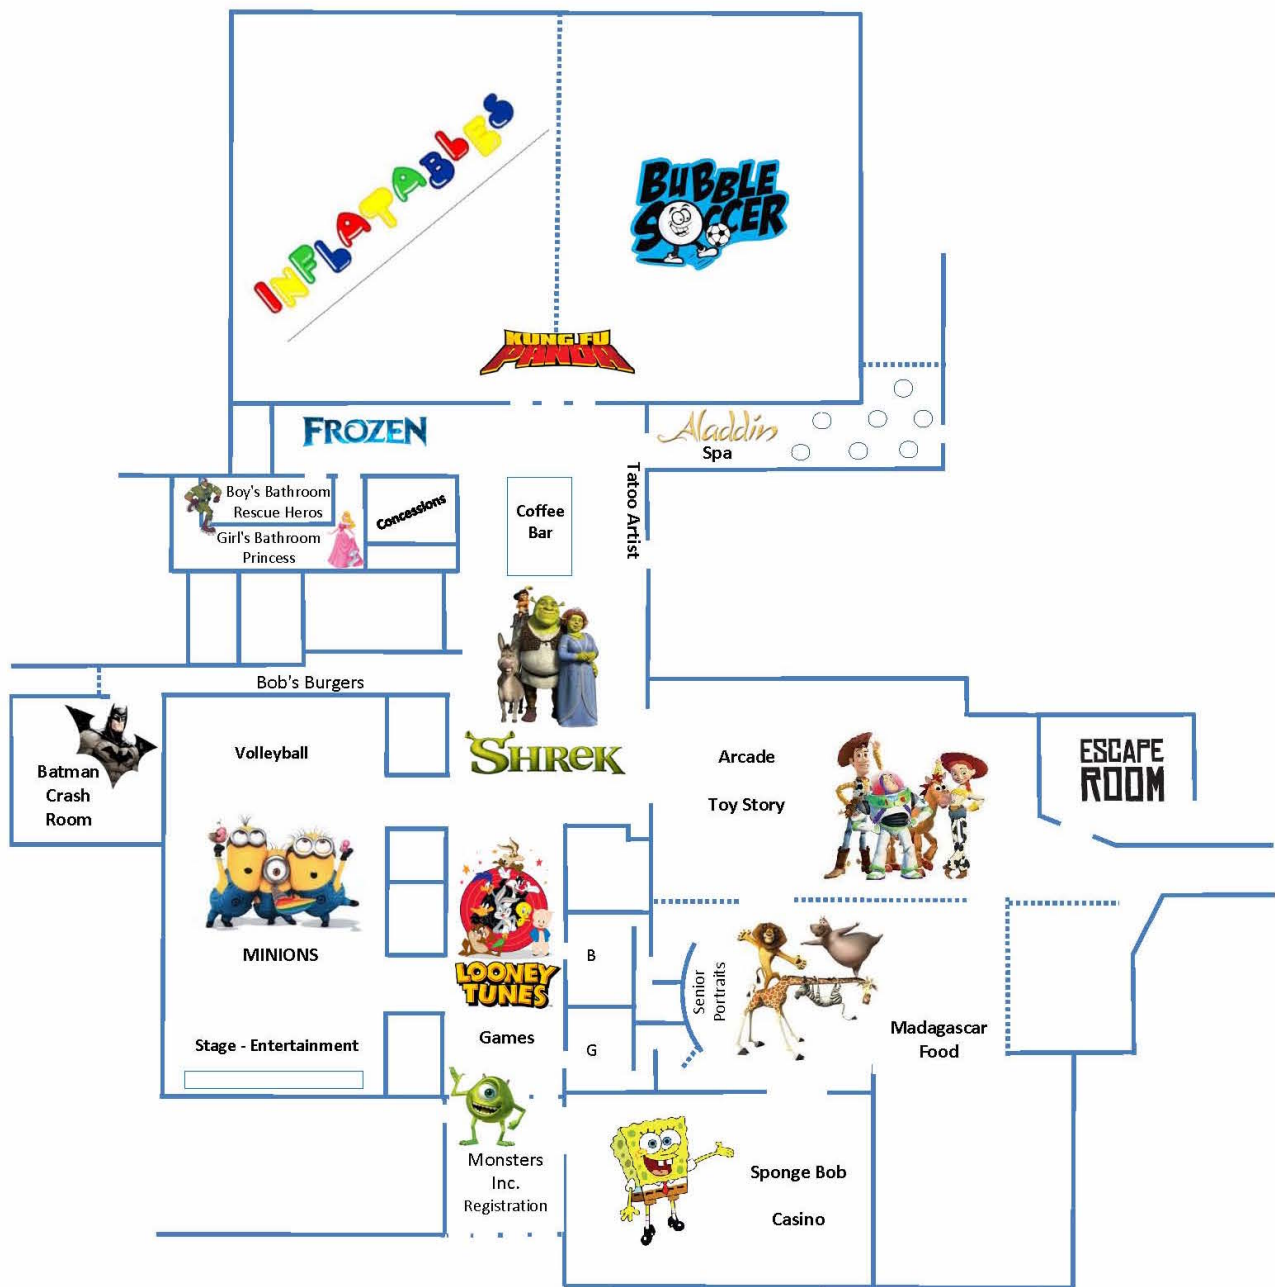 INFLATABLES
BUBBLE
SOCCER
KUNG FU
PANDA
FROZEN
Aladdin
Spa
Boy's Bathroom
Rescue Heros
Girl's Bathroom
Princess
Concessions
Coffee
Bar
Tatoo Artist
Bob's Burgers
Batman
Crash
Room
Volleyball
SHREK
Arcade
Toy Story
ESCAPE
ROOM
MINIONS
LOONEY
TUNES
B
Senior
Portraits
Stage - Entertainment
Games
G
Madagascar
Food
Monsters
Inc.
Registration
Sponge Bob
Casino